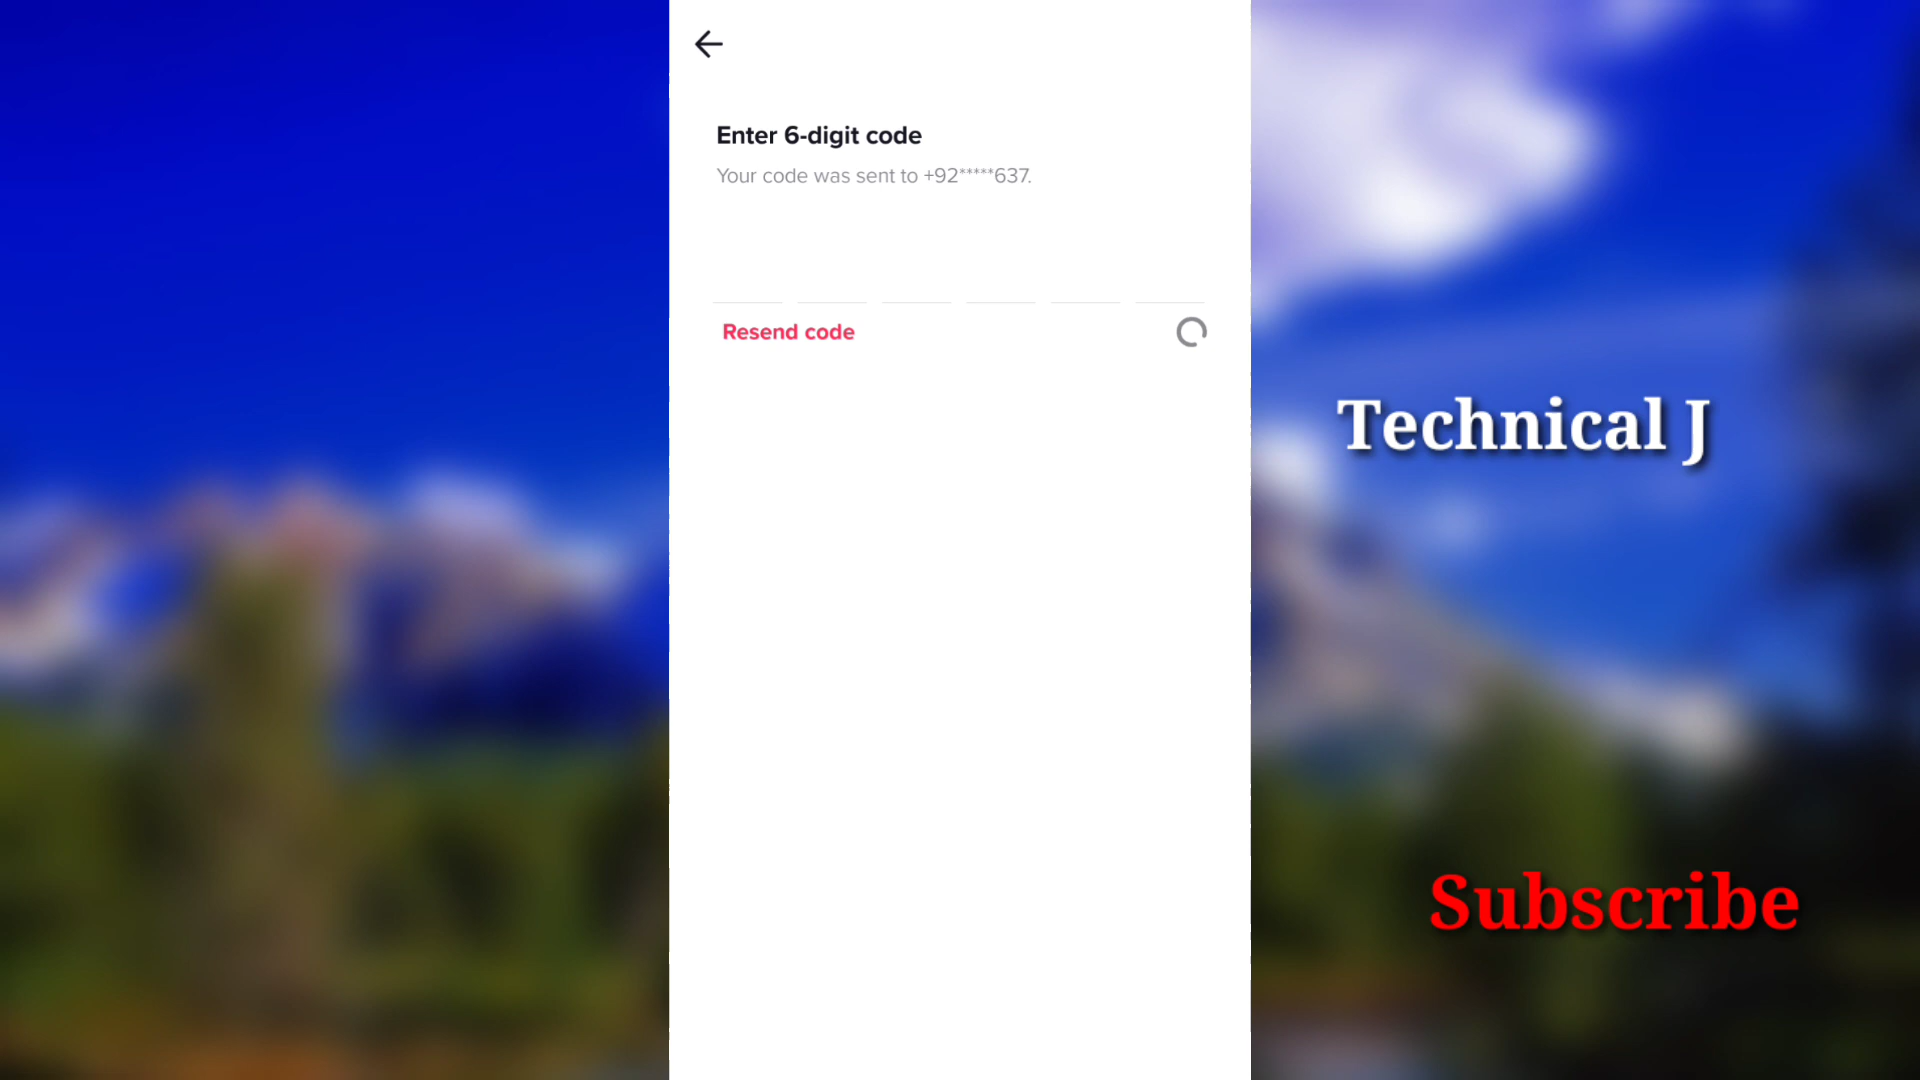 Enter 6-digit code
Your code was sent to +92*****637.
Resend code
Technical J
Subscribe